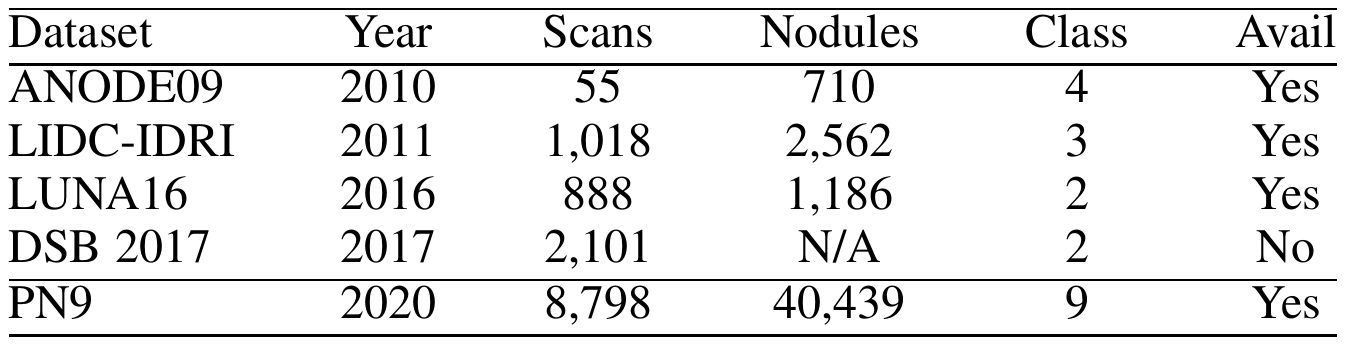 Dataset Year Scans Nodules Class Avail
ANODE09 2010 55 710 4 Yes
LIDC-IDRI 2011 1,018 2,562 3 Yes
LUNA16 2016 888 1,186 2 Yes
DSB 2017 2017 2,101 N/A 2 No
PN9 2020 8,798 40,439 9 Yes